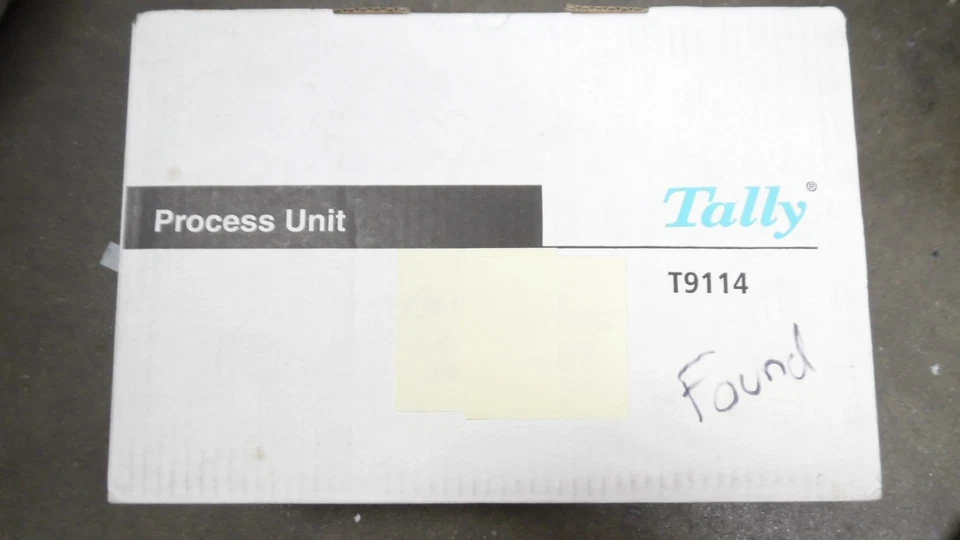 Process Unit
Tally®
T9114
Found